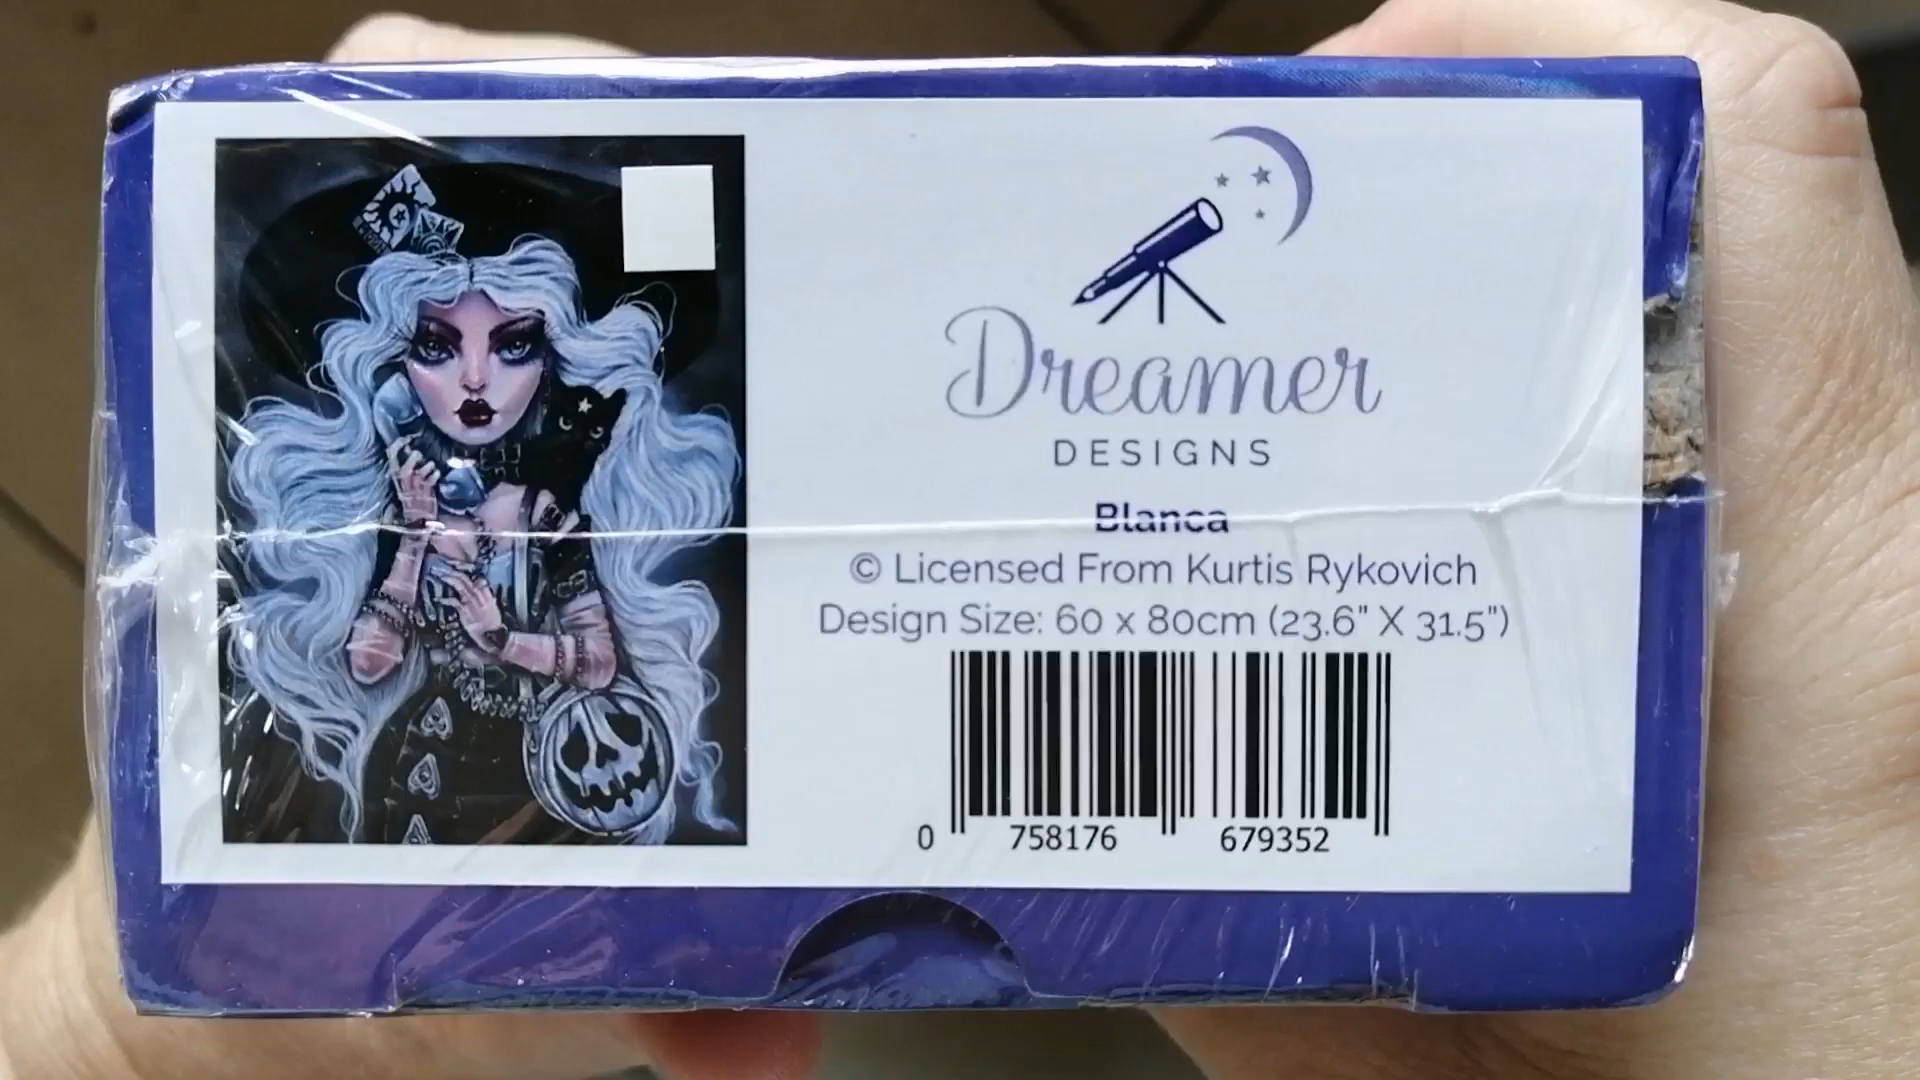 Dreamer
DESIGNS
Blanca
© Licensed From Kurtis Rykovich
Design Size: 60 x 80cm (23.6" X 31.5")
0 758176 679352